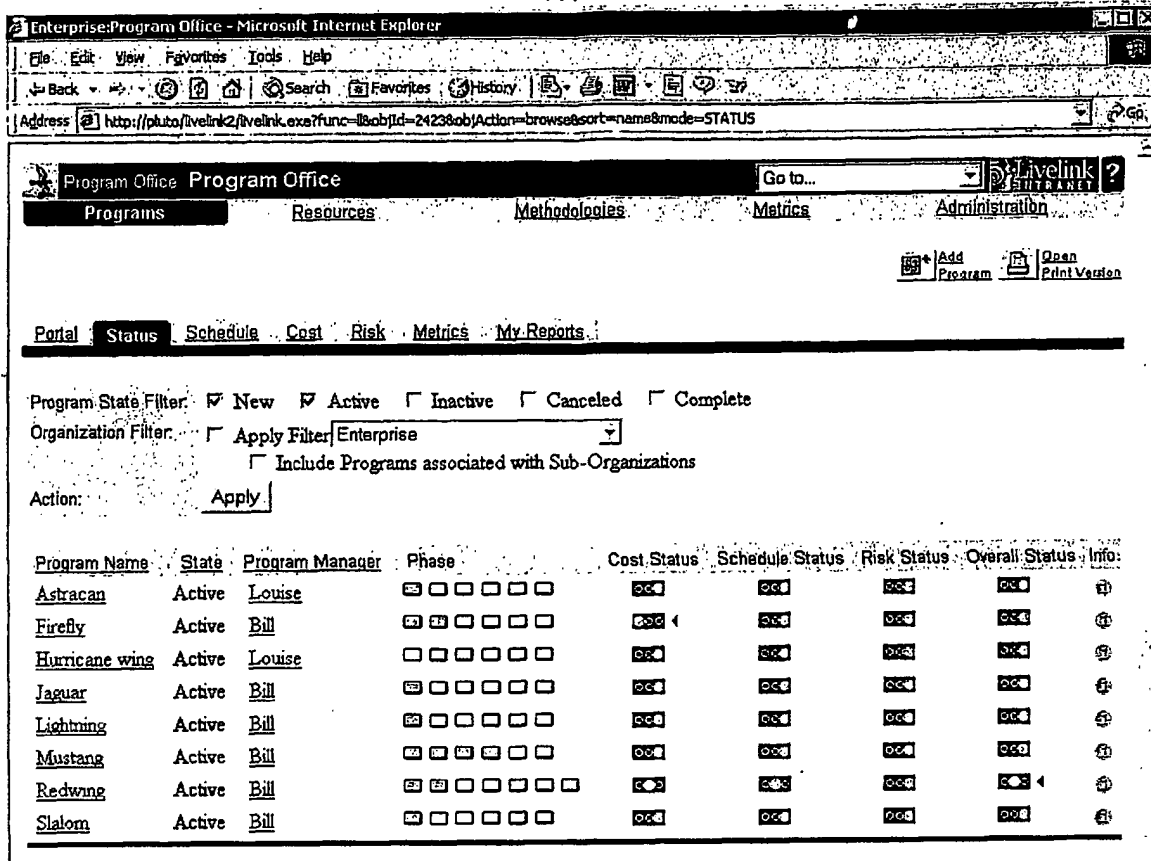 Enterprise:Program Office - Microsoft Internet Explorer
File Edit View Favorites Tools Help
Back Search Favorites History
Address http://pluto/livelink2/livelink.exe?func=ll&objId=2423&objAction=browse&sort=name&mode=STATUS Go
Program Office Program Office Go to... Livelink INTRANET ?
Programs Resources Methodologies Metrics Administration
Add Program Open Print Version
Portal Status Schedule Cost Risk Metrics My Reports
Program State Filter: New Active Inactive Canceled Complete
Organization Filter: Apply Filter Enterprise
Include Programs associated with Sub-Organizations
Action: Apply
Program Name State Program Manager Phase Cost Status Schedule Status Risk Status Overall Status Info:
Astracan Active Louise
Firefly Active Bill
Hurricane wing Active Louise
Jaguar Active Bill
Lightning Active Bill
Mustang Active Bill
Redwing Active Bill
Slalom Active Bill